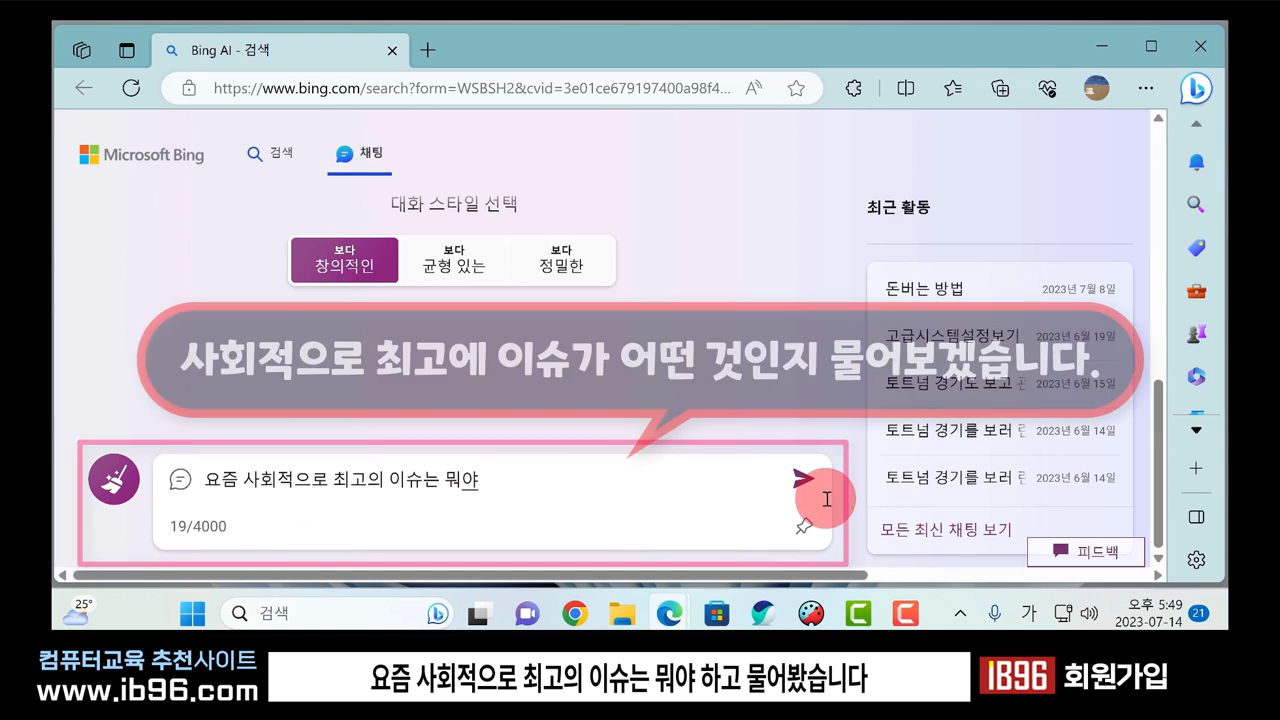 Bing AI - 검색
https://www.bing.com/search?form=WSBSH2&cvid=3e01ce679197400a98f4...
Microsoft Bing
검색
채팅
대화 스타일 선택
보다
창의적인
보다
균형 있는
보다
정밀한
최근 활동
돈버는 방법 2023년 7월 8일
고급시스템설정보기 2023년 6월 19일
사회적으로 최고에 이슈가 어떤 것인지 물어보겠습니다.
토트넘 경기도 보고 2023년 6월 15일
토트넘 경기를 보러 2023년 6월 14일
토트넘 경기를 보러 2023년 6월 14일
모든 최신 채팅 보기
피드백
요즘 사회적으로 최고의 이슈는 뭐야
19/4000
25°
검색
가
오후 5:49
2023-07-14
21
컴퓨터교육 추천사이트
www.ib96.com
요즘 사회적으로 최고의 이슈는 뭐야 하고 물어봤습니다
IB96 회원가입